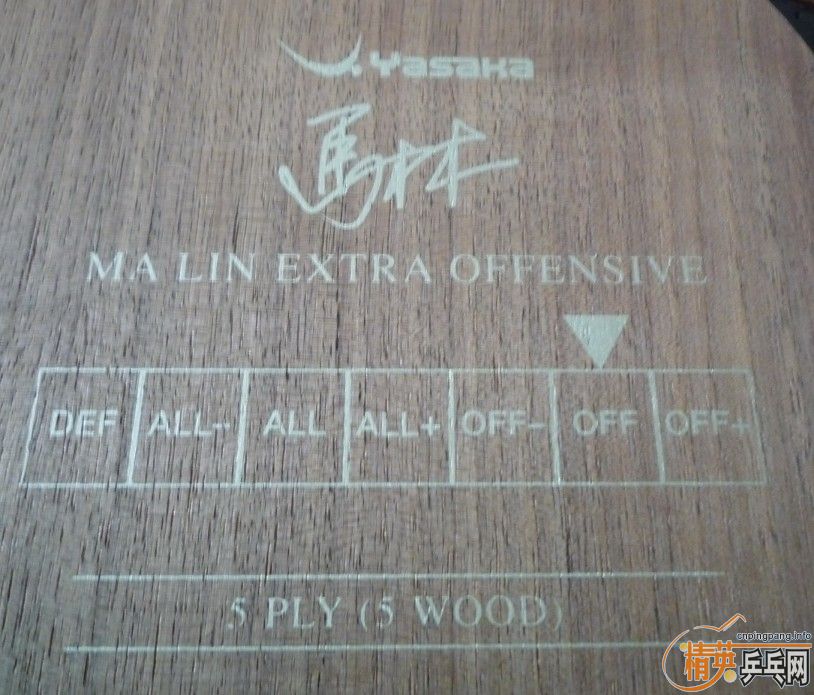 Yasaka
馬林
MA LIN EXTRA OFFENSIVE
DEF ALL- ALL ALL+ OFF- OFF OFF+
5 PLY (5 WOOD)
cnpingpang.info
精英乒乓网